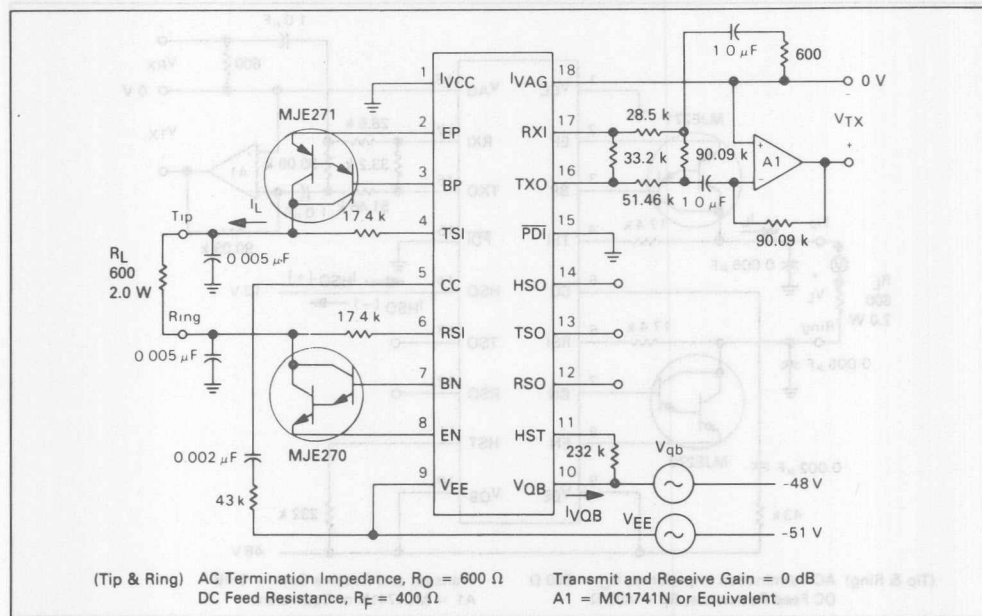 1 0 μF
600
1 IVCC
IVAG 18
0 V
MJE271
2 EP
RXI 17
28.5 k
VTX
3 BP
33.2 k
90.09 k
A1
TXO 16
51.46 k
1 0 μF
Tip
IL
17.4 k
4 TSI
PDI 15
90.09 k
RL
600
2.0 W
0 005 μF
5 CC
HSO 14
Ring
17.4 k
6 RSI
TSO 13
0 005 μF
7 BN
RSO 12
8 EN
HST 11
MJE270
232 k
Vqb
0 002 μF
9 VEE
VQB 10
-48 V
43 k
IVQB
VEE
-51 V
(Tip & Ring) AC Termination Impedance, RO = 600 Ω
DC Feed Resistance, RF = 400 Ω
Transmit and Receive Gain = 0 dB
A1 = MC1741N or Equivalent